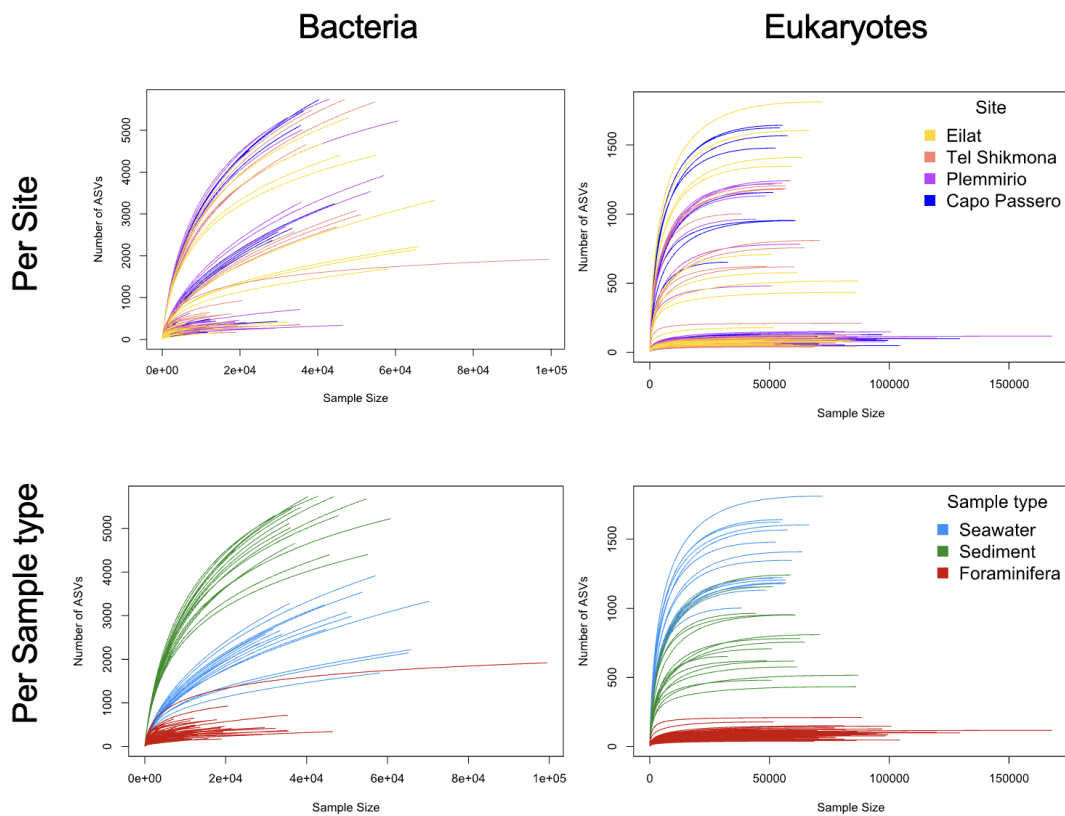 Bacteria
Eukaryotes
Per Site
Number of ASVs
0
1000
2000
3000
4000
5000
0e+00
2e+04
4e+04
6e+04
8e+04
1e+05
Sample Size
Number of ASVs
0
500
1000
1500
0
50000
100000
150000
Sample Size
Site
Eilat
Tel Shikmona
Plemmirio
Capo Passero
Per Sample type
Number of ASVs
0
1000
2000
3000
4000
5000
0e+00
2e+04
4e+04
6e+04
8e+04
1e+05
Sample Size
Number of ASVs
0
500
1000
1500
0
50000
100000
150000
Sample Size
Sample type
Seawater
Sediment
Foraminifera